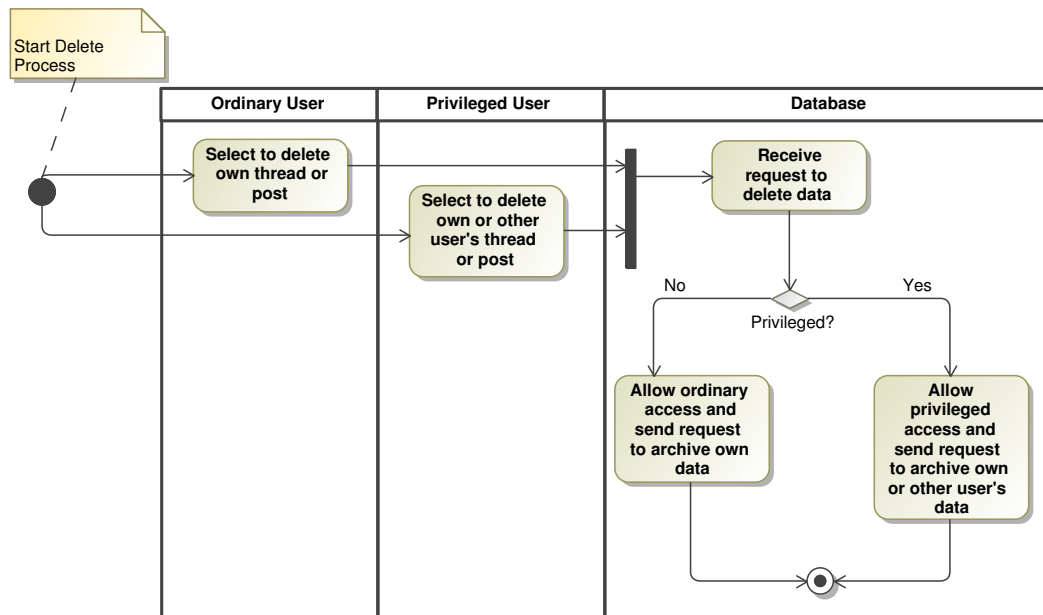 Start Delete
Process
Ordinary User
Privileged User
Database
Select to delete
own thread or
post
Select to delete
own or other
user's thread
or post
Receive
request to
delete data
No
Yes
Privileged?
Allow ordinary
access and
send request
to archive own
data
Allow
privileged
access and
send request
to archive own
or other user's
data